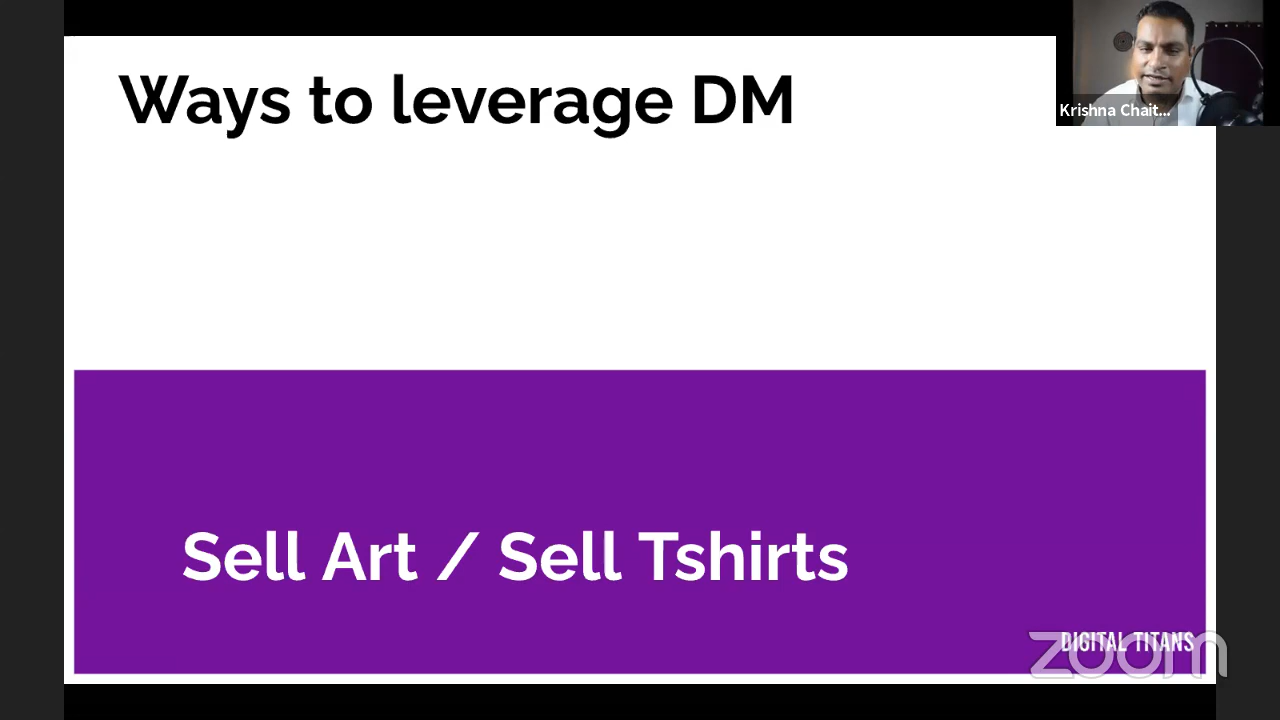 Ways to leverage DM
Krishna Chait...
Sell Art / Sell Tshirts
DIGITAL TITANS
zoom